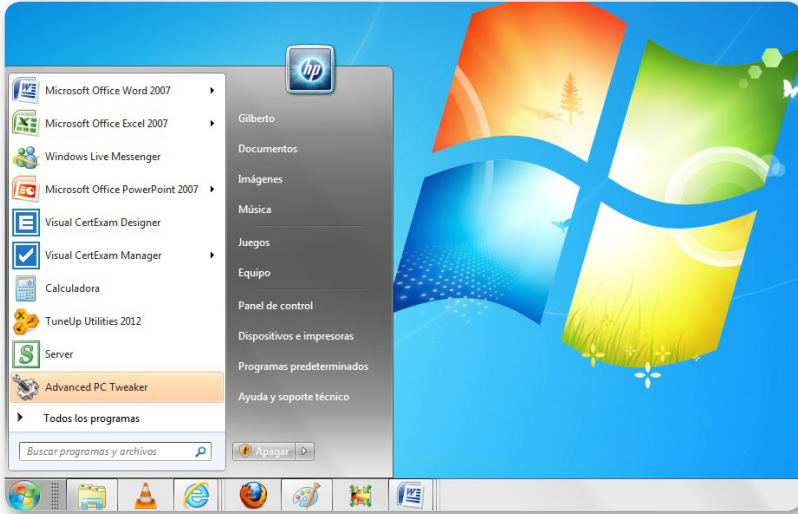 hp
Microsoft Office Word 2007
Microsoft Office Excel 2007
Windows Live Messenger
Microsoft Office PowerPoint 2007
Visual CertExam Designer
Visual CertExam Manager
Calculadora
TuneUp Utilities 2012
Server
Advanced PC Tweaker
Todos los programas
Buscar programas y archivos
Gilberto
Documentos
Imágenes
Música
Juegos
Equipo
Panel de control
Dispositivos e impresoras
Programas predeterminados
Ayuda y soporte técnico
Apagar